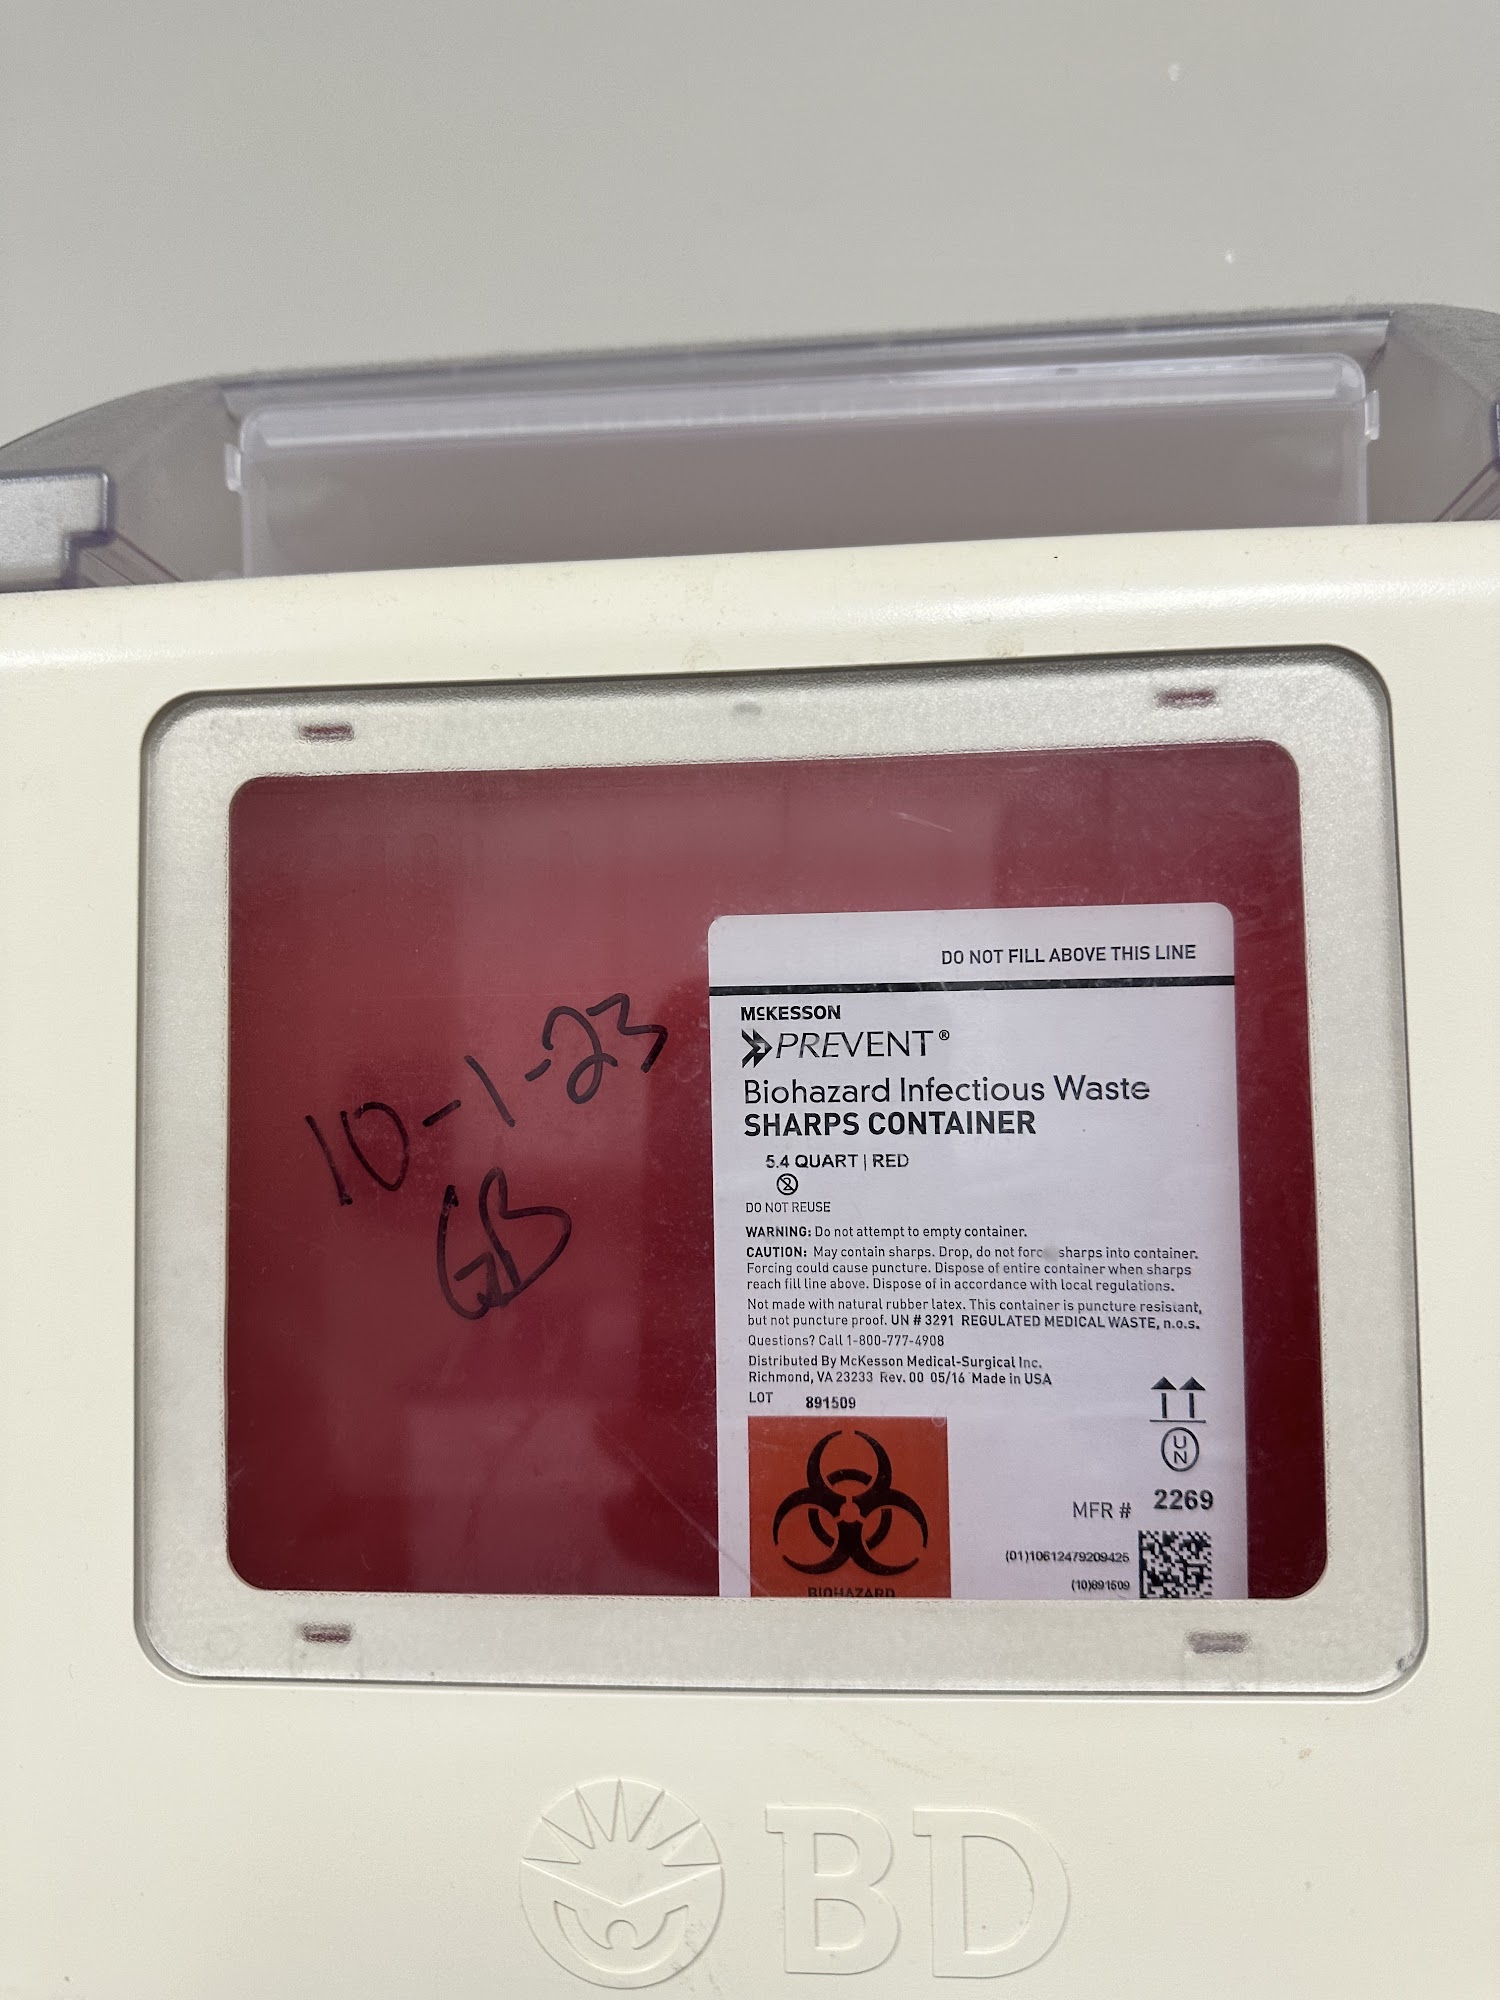 DO NOT FILL ABOVE THIS LINE
McKESSON
PREVENT®
Biohazard Infectious Waste
SHARPS CONTAINER
5.4 QUART | RED
2
DO NOT REUSE
WARNING: Do not attempt to empty container.
CAUTION: May contain sharps. Drop, do not forc sharps into container.
Forcing could cause puncture. Dispose of entire container when sharps
reach fill line above. Dispose of in accordance with local regulations.
Not made with natural rubber latex. This container is puncture resistant,
but not puncture proof. UN # 3291 REGULATED MEDICAL WASTE, n.o.s.
Questions? Call 1-800-777-4908
Distributed By McKesson Medical-Surgical Inc.
Richmond, VA 23233 Rev. 00 05/16 Made in USA
LOT 891509
UN
MFR # 2269
(01)10612479209425
(10)891509
BIOHAZARD
10-1-23
GB
BD